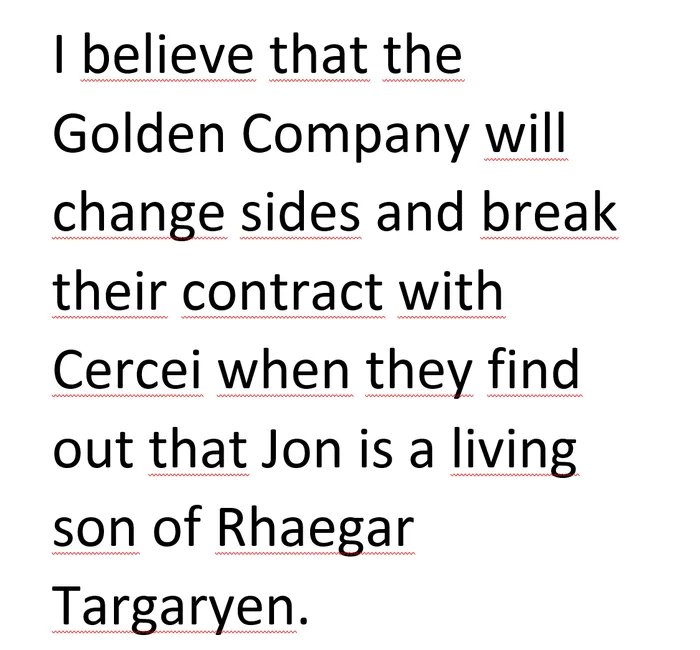 I believe that the
Golden Company will
change sides and break
their contract with
Cercei when they find
out that Jon is a living
son of Rhaegar
Targaryen.